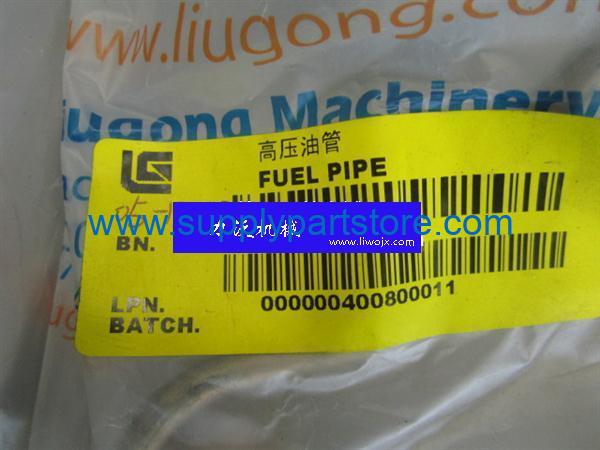 www.liugong.com
Liugong Machinery
高压油管
FUEL PIPE
www.supplypartstore.com
BN.
www.liwojx.com
LPN.
000000400800011
BATCH.